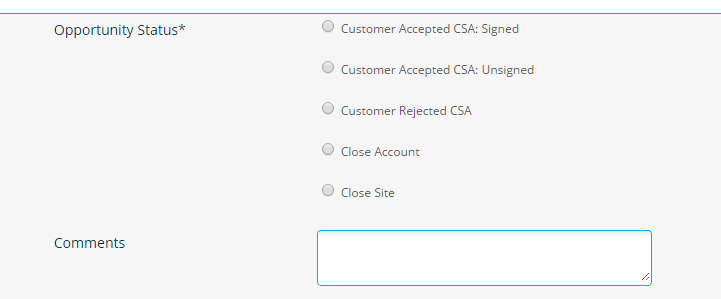 Opportunity Status*
Customer Accepted CSA: Signed
Customer Accepted CSA: Unsigned
Customer Rejected CSA
Close Account
Close Site
Comments